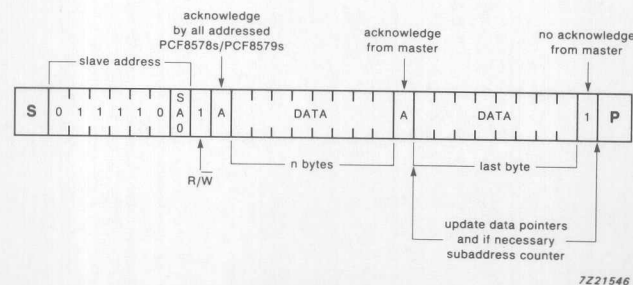 acknowledge
by all addressed
PCF8578s/PCF8579s
acknowledge
from master
no acknowledge
from master
slave address
S 0 1 1 1 1 0 SA0 1 A DATA A DATA 1 P
R/W̅
n bytes
last byte
update data pointers
and if necessary
subaddress counter
7Z21546